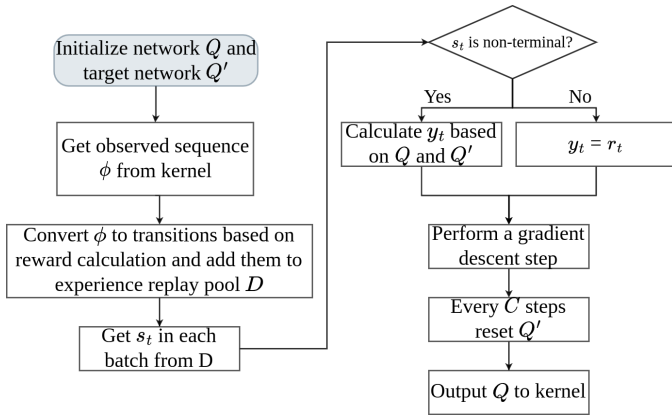 Initialize network Q and
target network Q′
Get observed sequence
ϕ from kernel
Convert ϕ to transitions based on
reward calculation and add them to
experience replay pool D
Get s_t in each
batch from D
s_t is non-terminal?
Yes
No
Calculate y_t based
on Q and Q′
y_t = r_t
Perform a gradient
descent step
Every C steps
reset Q′
Output Q to kernel